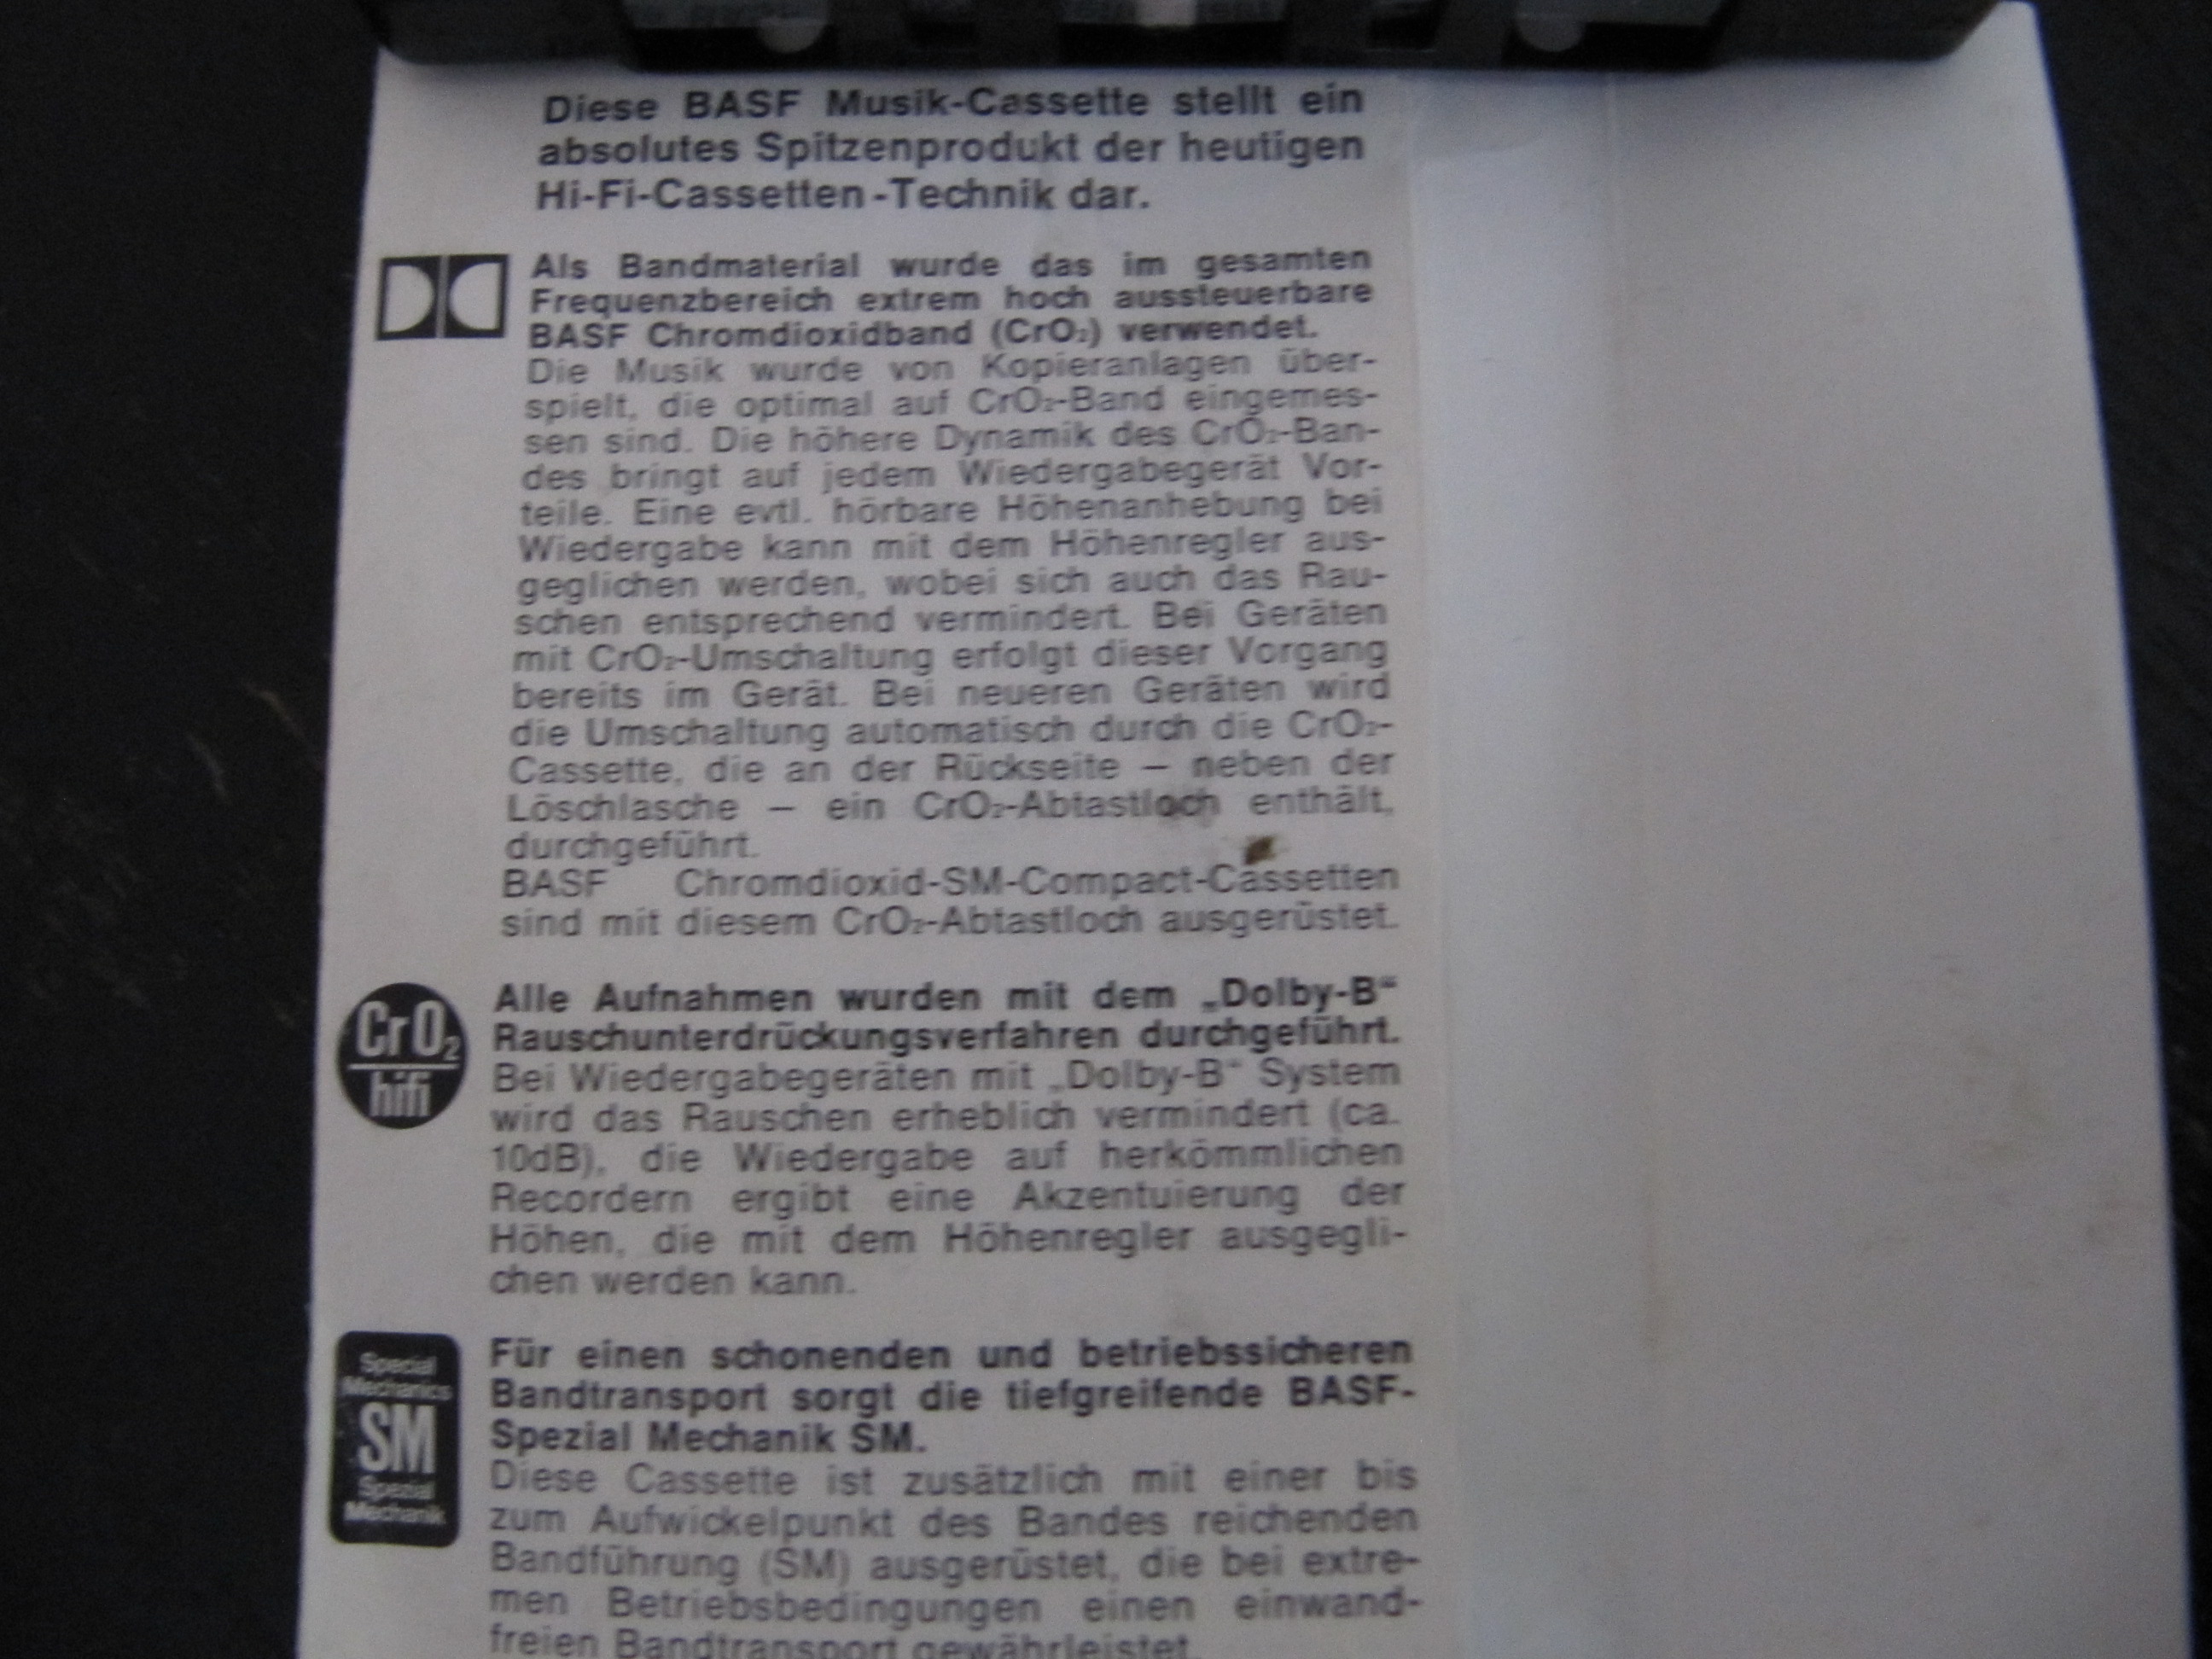 Diese BASF Musik-Cassette stellt ein
absolutes Spitzenprodukt der heutigen
Hi-Fi-Cassetten-Technik dar.
Als Bandmaterial wurde das im gesamten
Frequenzbereich extrem hoch aussteuerbare
BASF Chromdioxidband (CrO₂) verwendet.
Die Musik wurde von Kopieranlagen über-
spielt, die optimal auf CrO₂-Band eingemes-
sen sind. Die höhere Dynamik des CrO₂-Ban-
des bringt auf jedem Wiedergabegerät Vor-
teile. Eine evtl. hörbare Höhenanhebung bei
Wiedergabe kann mit dem Höhenregler aus-
geglichen werden, wobei sich auch das Rau-
schen entsprechend vermindert. Bei Geräten
mit CrO₂-Umschaltung erfolgt dieser Vorgang
bereits im Gerät. Bei neueren Geräten wird
die Umschaltung automatisch durch die CrO₂-
Cassette, die an der Rückseite – neben der
Löschlasche – ein CrO₂-Abtastloch enthält,
durchgeführt.
BASF Chromdioxid-SM-Compact-Cassetten
sind mit diesem CrO₂-Abtastloch ausgerüstet.
CrO₂
hifi
Alle Aufnahmen wurden mit dem „Dolby-B“
Rauschunterdrückungsverfahren durchgeführt.
Bei Wiedergabegeräten mit „Dolby-B“ System
wird das Rauschen erheblich vermindert (ca.
10dB), die Wiedergabe auf herkömmlichen
Recordern ergibt eine Akzentuierung der
Höhen, die mit dem Höhenregler ausgegli-
chen werden kann.
Special
Mechanics
SM
Spezial
Mechanik
Für einen schonenden und betriebssicheren
Bandtransport sorgt die tiefgreifende BASF-
Spezial Mechanik SM.
Diese Cassette ist zusätzlich mit einer bis
zum Aufwickelpunkt des Bandes reichenden
Bandführung (SM) ausgerüstet, die bei extre-
men Betriebsbedingungen einen einwand-
freien Bandtransport gewährleistet.